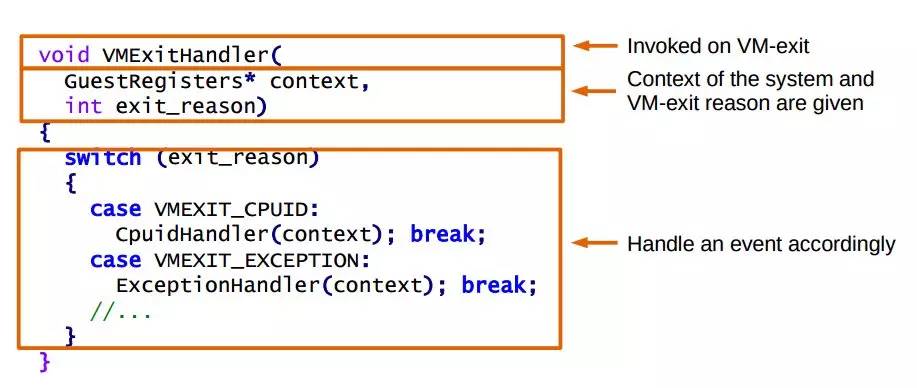 void VMExitHandler(
Invoked on VM-exit
GuestRegisters* context,
int exit_reason)
Context of the system and
VM-exit reason are given
{
switch (exit_reason)
{
case VMEXIT_CPUID:
CpuidHandler(context); break;
case VMEXIT_EXCEPTION:
ExceptionHandler(context); break;
//...
}
Handle an event accordingly
}